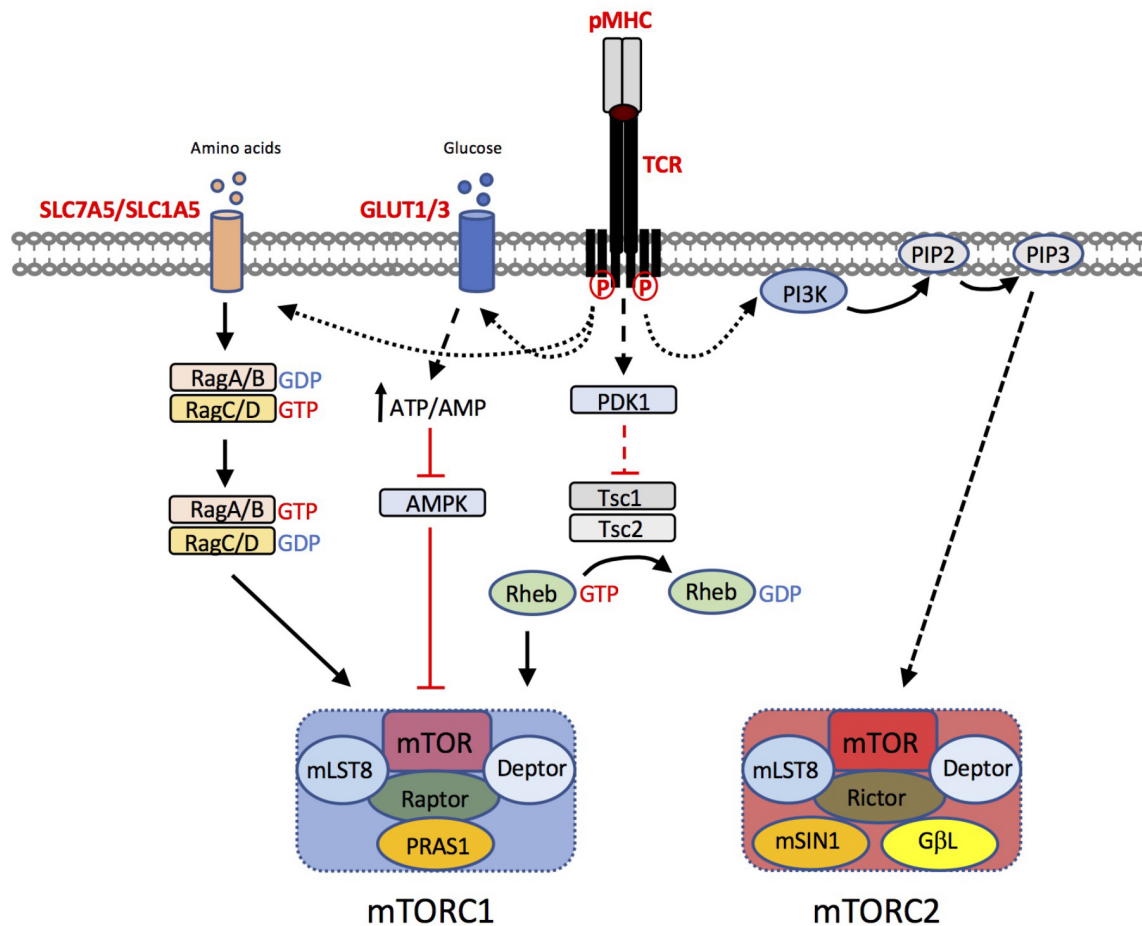 pMHC
TCR
Amino acids
Glucose
SLC7A5/SLC1A5
GLUT1/3
P
P
PI3K
PIP2
PIP3
RagA/B GDP
RagC/D GTP
ATP/AMP
PDK1
RagA/B GTP
RagC/D GDP
AMPK
Tsc1
Tsc2
Rheb GTP
Rheb GDP
mTOR
mLST8
Deptor
Raptor
PRAS1
mTORC1
mTOR
mLST8
Deptor
Rictor
mSIN1
GβL
mTORC2